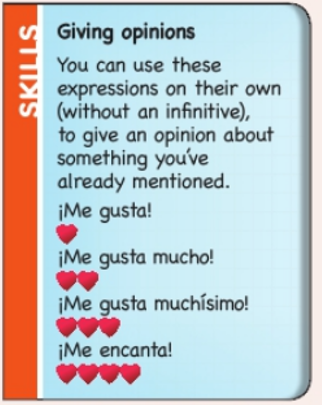 SKILLS
Giving opinions
You can use these
expressions on their own
(without an infinitive),
to give an opinion about
something you've
already mentioned.
¡Me gusta!
¡Me gusta mucho!
¡Me gusta muchísimo!
¡Me encanta!